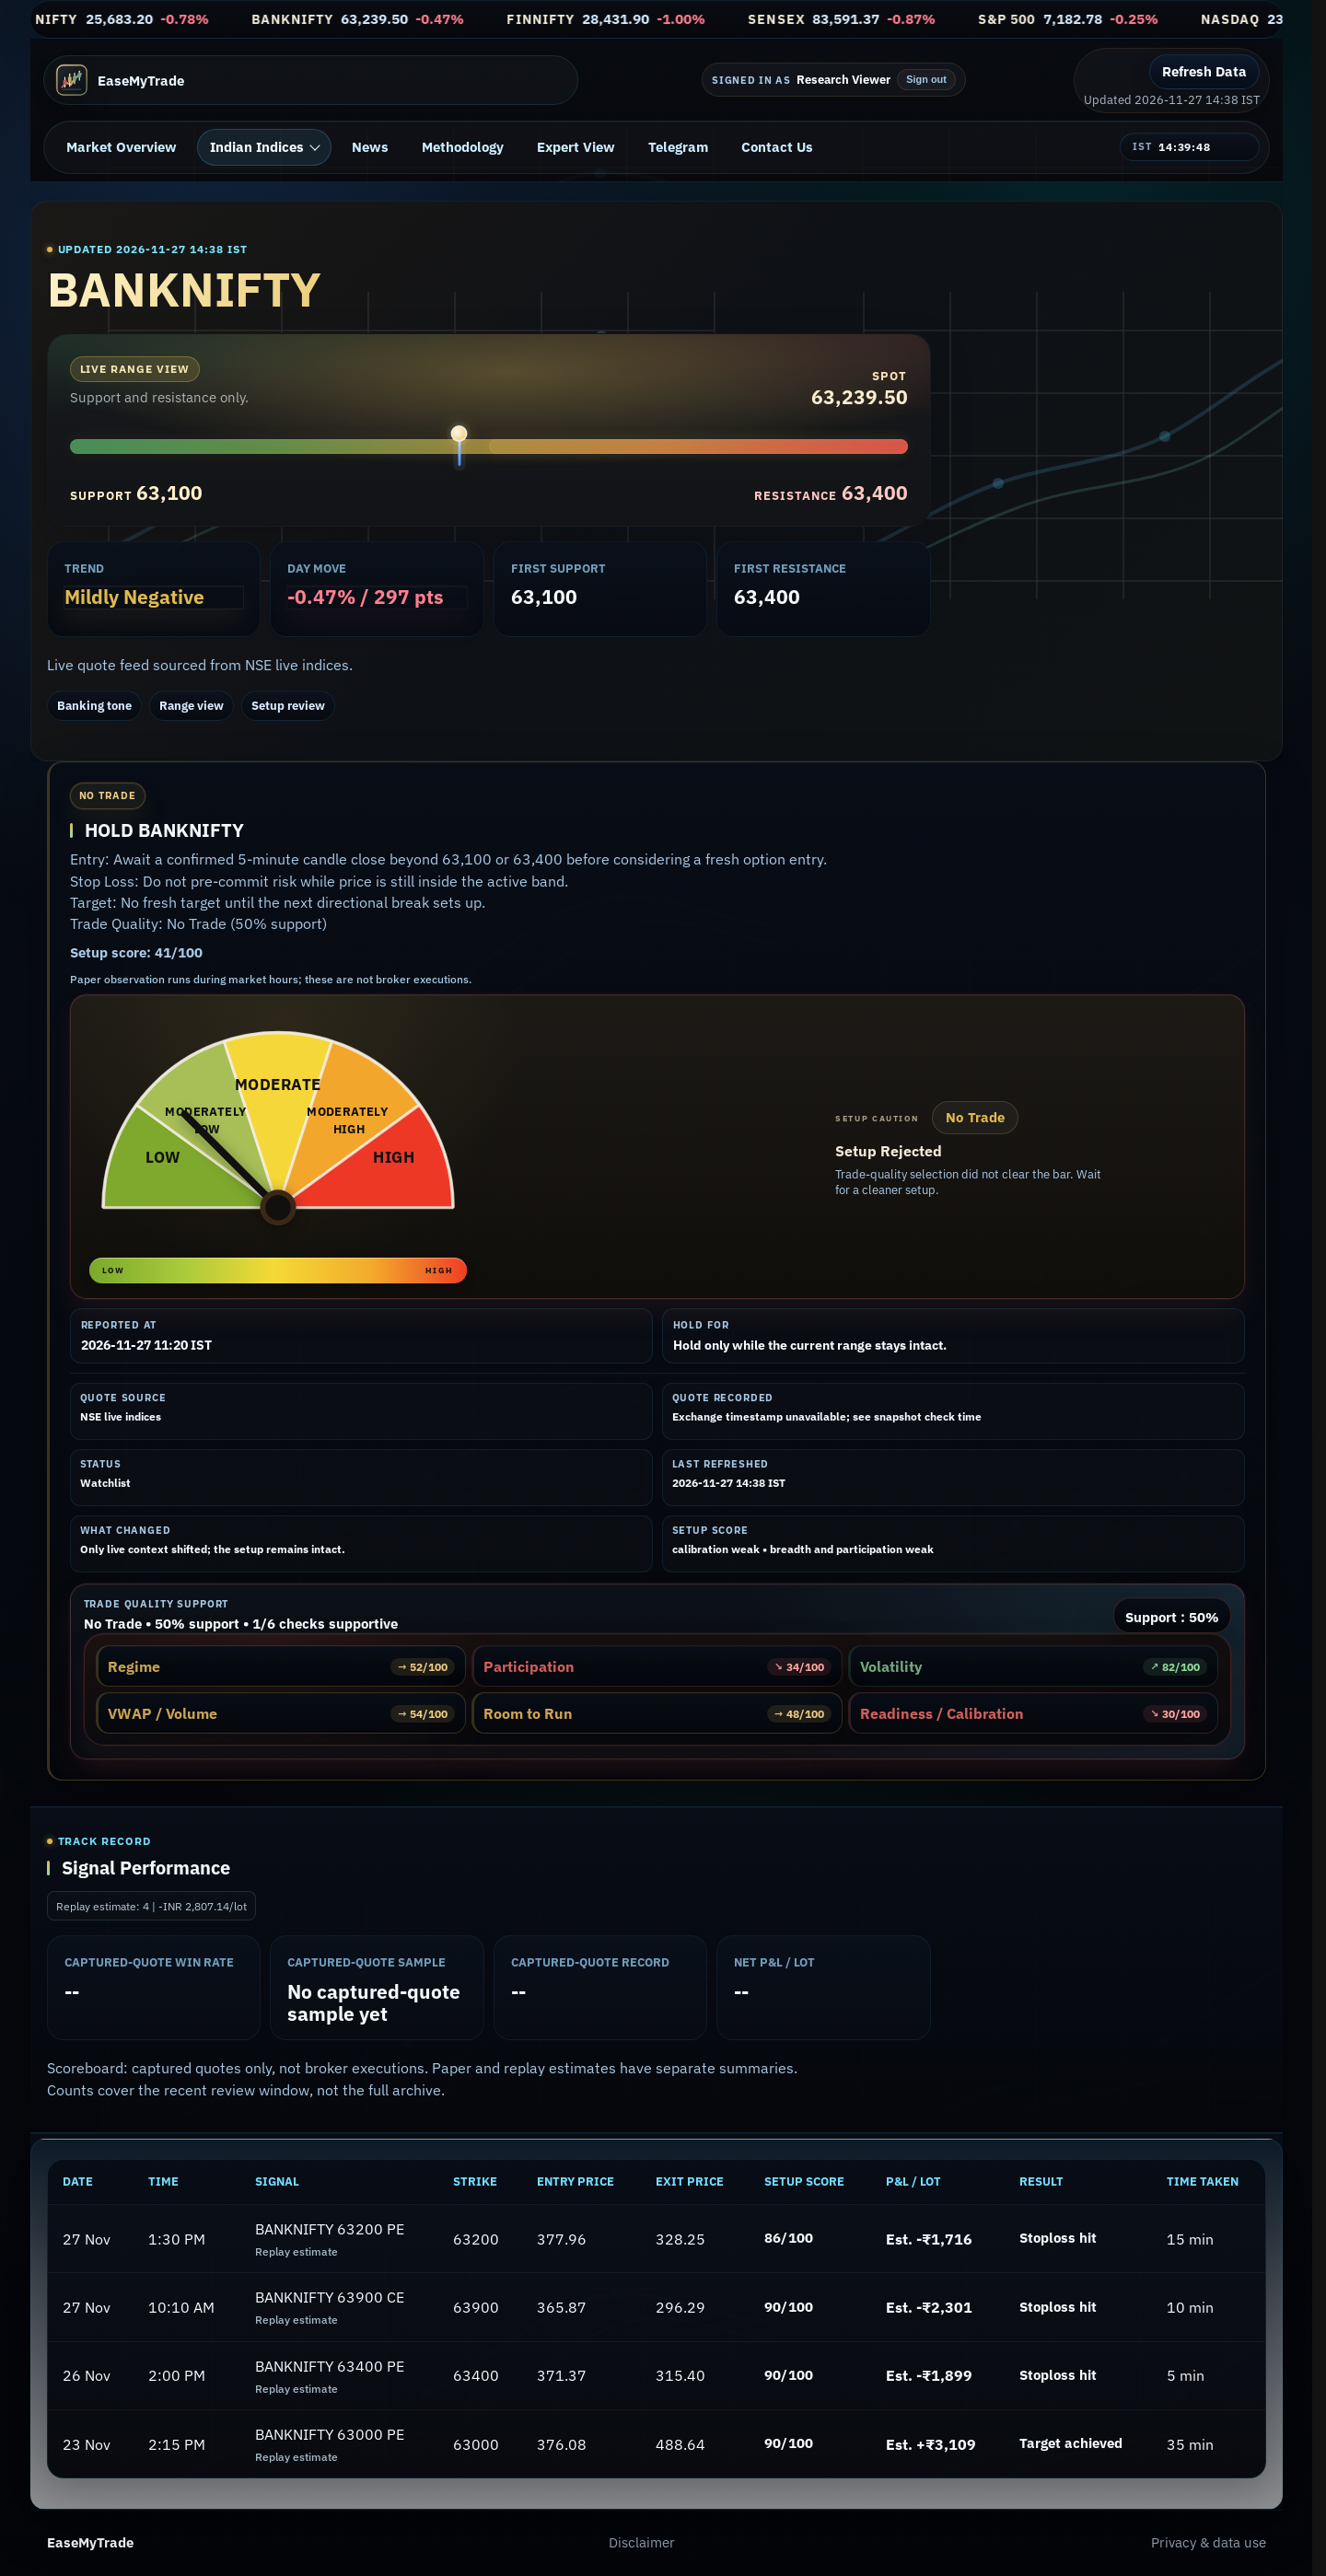 NIFTY 25,683.20 -0.78% BANKNIFTY 63,239.50 -0.47% FINNIFTY 28,431.90 -1.00% SENSEX 83,591.37 -0.87% S&P 500 7,182.78 -0.25% NASDAQ 23
EaseMyTrade
SIGNED IN AS Research Viewer Sign out
Refresh Data
Updated 2026-11-27 14:38 IST
Market Overview Indian Indices News Methodology Expert View Telegram Contact Us IST 14:39:48
UPDATED 2026-11-27 14:38 IST
BANKNIFTY
LIVE RANGE VIEW
Support and resistance only.
SPOT
63,239.50
SUPPORT 63,100 RESISTANCE 63,400
TREND
Mildly Negative
DAY MOVE
-0.47% / 297 pts
FIRST SUPPORT
63,100
FIRST RESISTANCE
63,400
Live quote feed sourced from NSE live indices.
Banking tone Range view Setup review
NO TRADE
HOLD BANKNIFTY
Entry: Await a confirmed 5-minute candle close beyond 63,100 or 63,400 before considering a fresh option entry.
Stop Loss: Do not pre-commit risk while price is still inside the active band.
Target: No fresh target until the next directional break sets up.
Trade Quality: No Trade (50% support)
Setup score: 41/100
Paper observation runs during market hours; these are not broker executions.
LOW
MODERATELY
LOW
MODERATE
MODERATELY
HIGH
HIGH
LOW HIGH
SETUP CAUTION No Trade
Setup Rejected
Trade-quality selection did not clear the bar. Wait
for a cleaner setup.
REPORTED AT
2026-11-27 11:20 IST
HOLD FOR
Hold only while the current range stays intact.
QUOTE SOURCE
NSE live indices
QUOTE RECORDED
Exchange timestamp unavailable; see snapshot check time
STATUS
Watchlist
LAST REFRESHED
2026-11-27 14:38 IST
WHAT CHANGED
Only live context shifted; the setup remains intact.
SETUP SCORE
calibration weak • breadth and participation weak
TRADE QUALITY SUPPORT
No Trade • 50% support • 1/6 checks supportive
Support : 50%
Regime → 52/100
Participation ↘ 34/100
Volatility ↗ 82/100
VWAP / Volume → 54/100
Room to Run → 48/100
Readiness / Calibration ↘ 30/100
TRACK RECORD
Signal Performance
Replay estimate: 4 | -INR 2,807.14/lot
CAPTURED-QUOTE WIN RATE
--
CAPTURED-QUOTE SAMPLE
No captured-quote
sample yet
CAPTURED-QUOTE RECORD
--
NET P&L / LOT
--
Scoreboard: captured quotes only, not broker executions. Paper and replay estimates have separate summaries.
Counts cover the recent review window, not the full archive.
DATE TIME SIGNAL STRIKE ENTRY PRICE EXIT PRICE SETUP SCORE P&L / LOT RESULT TIME TAKEN
27 Nov 1:30 PM BANKNIFTY 63200 PE 63200 377.96 328.25 86/100 Est. -₹1,716 Stoploss hit 15 min
Replay estimate
27 Nov 10:10 AM BANKNIFTY 63900 CE 63900 365.87 296.29 90/100 Est. -₹2,301 Stoploss hit 10 min
Replay estimate
26 Nov 2:00 PM BANKNIFTY 63400 PE 63400 371.37 315.40 90/100 Est. -₹1,899 Stoploss hit 5 min
Replay estimate
23 Nov 2:15 PM BANKNIFTY 63000 PE 63000 376.08 488.64 90/100 Est. +₹3,109 Target achieved 35 min
Replay estimate
EaseMyTrade Disclaimer Privacy & data use